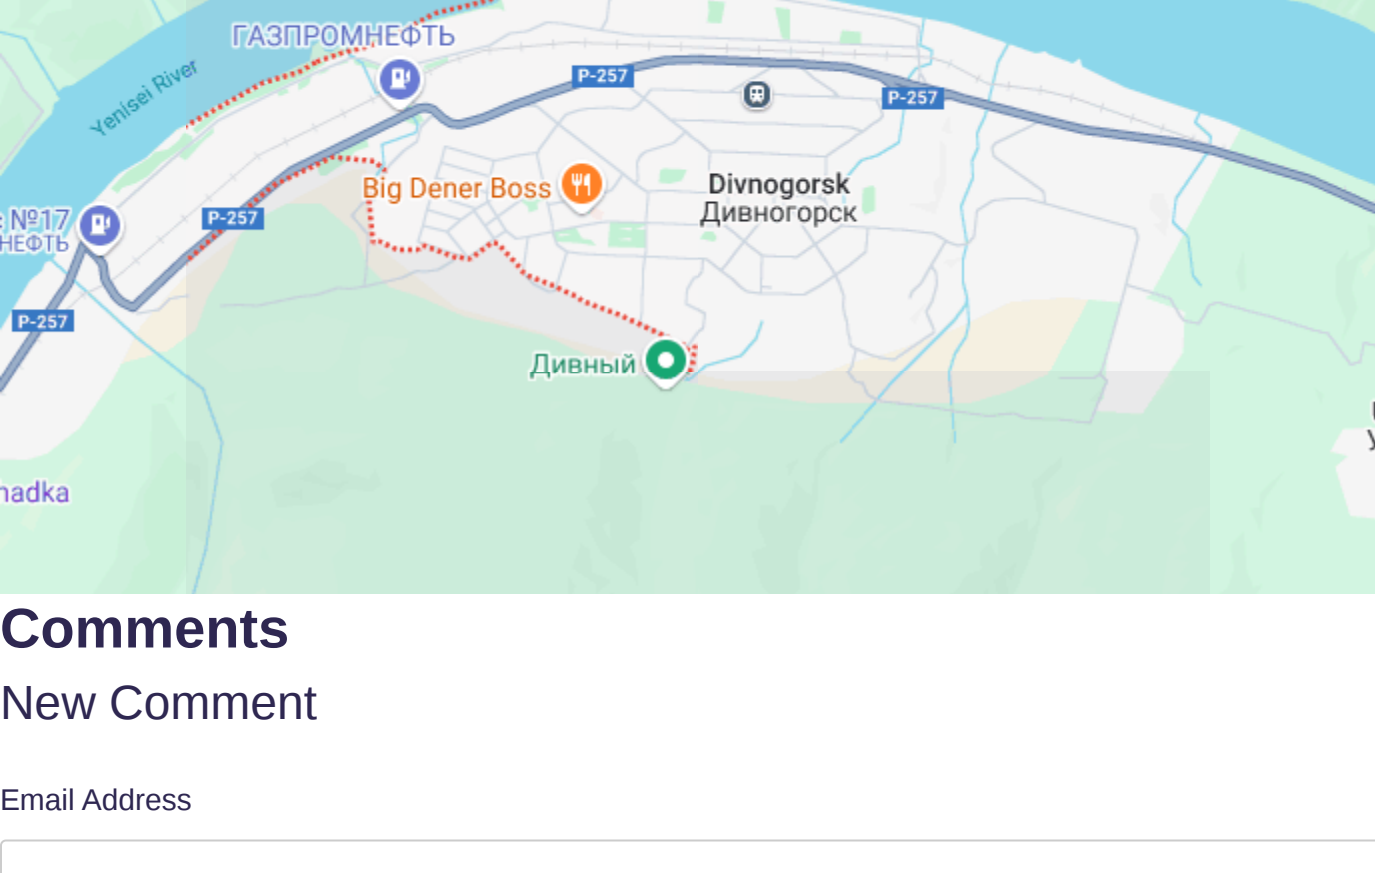 ГАЗПРОМНЕФТЬ
Yenisei River
P-257
P-257
Big Dener Boss
Divnogorsk
Дивногорск
№17
НЕФТЬ
P-257
P-257
Дивный
Comments
New Comment
Email Address